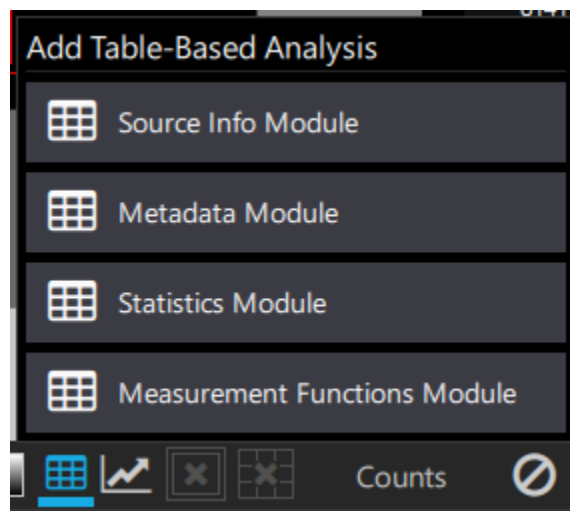 Add Table-Based Analysis
Source Info Module
Metadata Module
Statistics Module
Measurement Functions Module
Counts